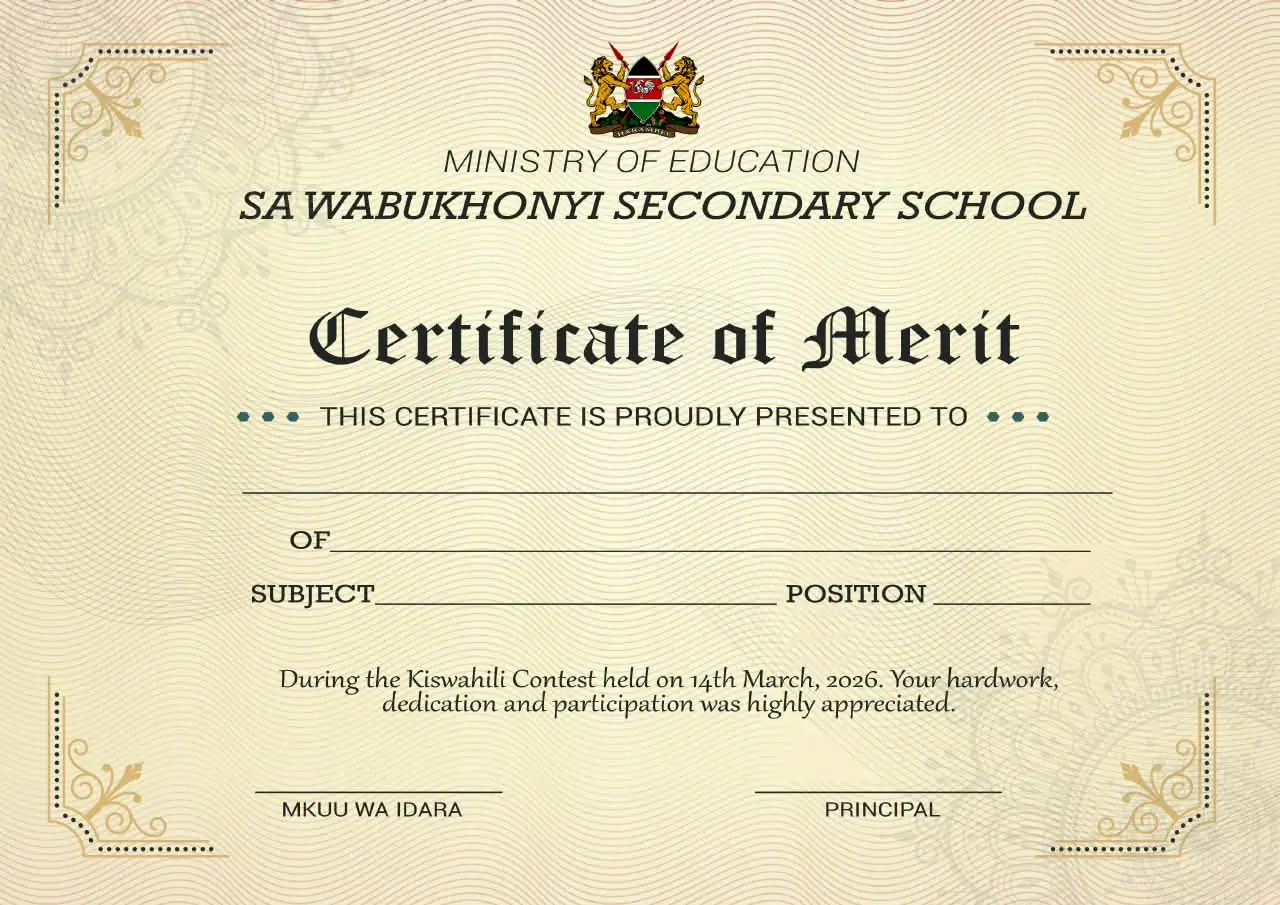 HARAMBEE
MINISTRY OF EDUCATION
SA WABUKHONYI SECONDARY SCHOOL
Certificate of Merit
THIS CERTIFICATE IS PROUDLY PRESENTED TO
OF
SUBJECT POSITION
During the Kiswahili Contest held on 14th March, 2026. Your hardwork,
dedication and participation was highly appreciated.
MKUU WA IDARA PRINCIPAL